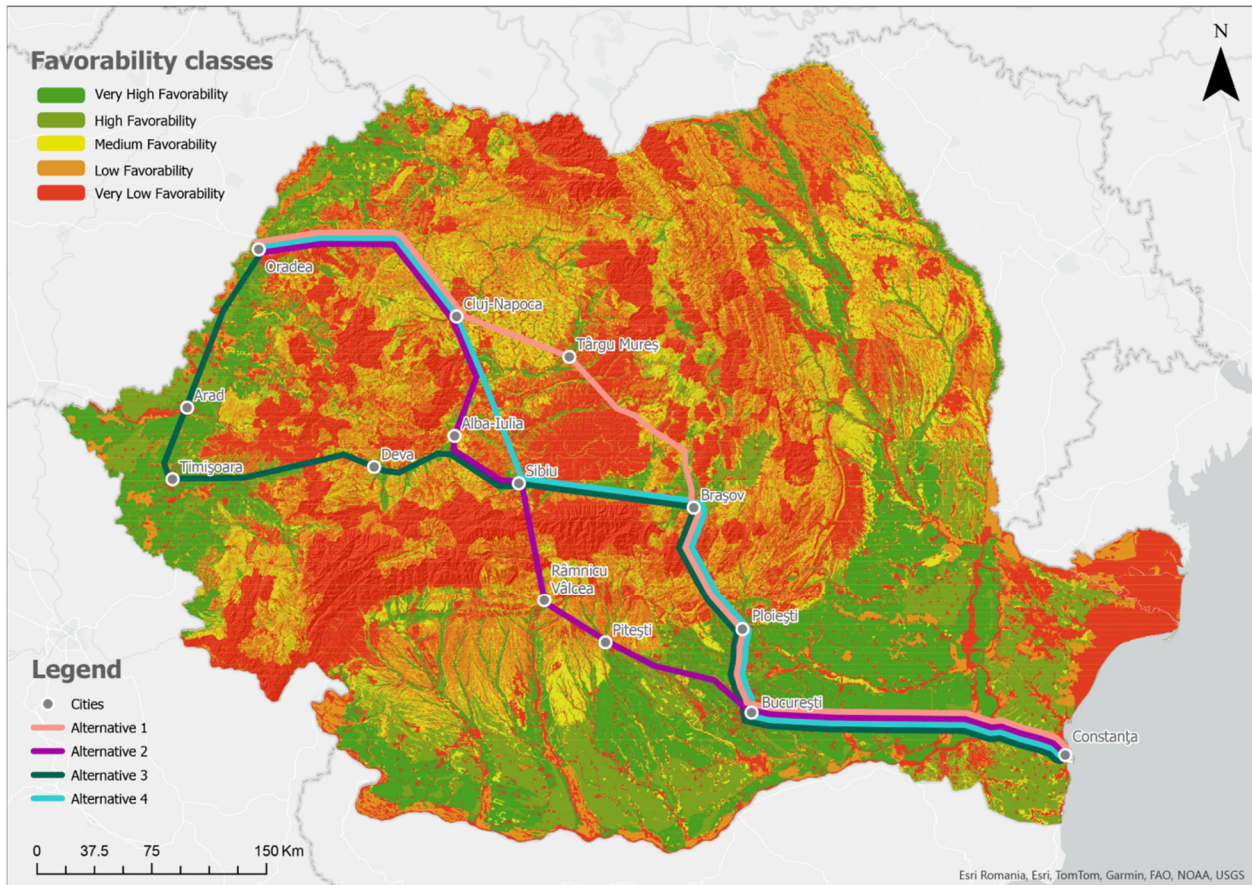 N
Favorability classes
Very High Favorability
High Favorability
Medium Favorability
Low Favorability
Very Low Favorability
Oradea
Cluj-Napoca
Târgu Mureș
Arad
Alba-Iulia
Timișoara
Deva
Sibiu
Brașov
Râmnicu
Vâlcea
Ploiești
Pitești
București
Constanța
Legend
Cities
Alternative 1
Alternative 2
Alternative 3
Alternative 4
0 37.5 75 150 Km
Esri Romania, Esri, TomTom, Garmin, FAO, NOAA, USGS